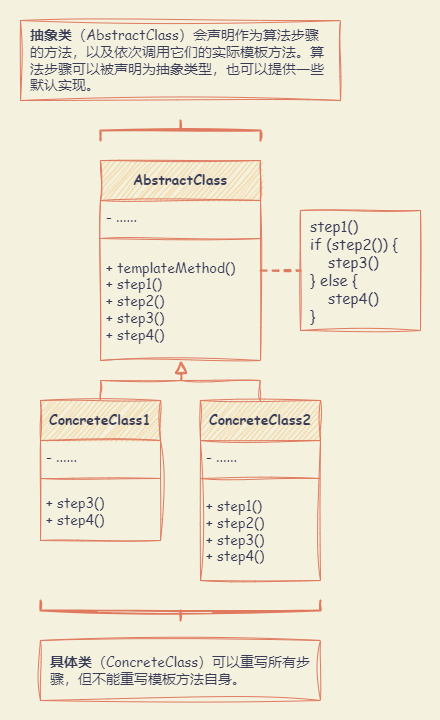 抽象类（AbstractClass）会声明作为算法步骤
的方法，以及依次调用它们的实际模板方法。算
法步骤可以被声明为抽象类型，也可以提供一些
默认实现。
AbstractClass
- ......
+ templateMethod()
+ step1()
+ step2()
+ step3()
+ step4()
step1()
if (step2()) {
step3()
} else {
step4()
}
ConcreteClass1
- ......
+ step3()
+ step4()
ConcreteClass2
- ......
+ step1()
+ step2()
+ step3()
+ step4()
具体类（ConcreteClass）可以重写所有步
骤，但不能重写模板方法自身。